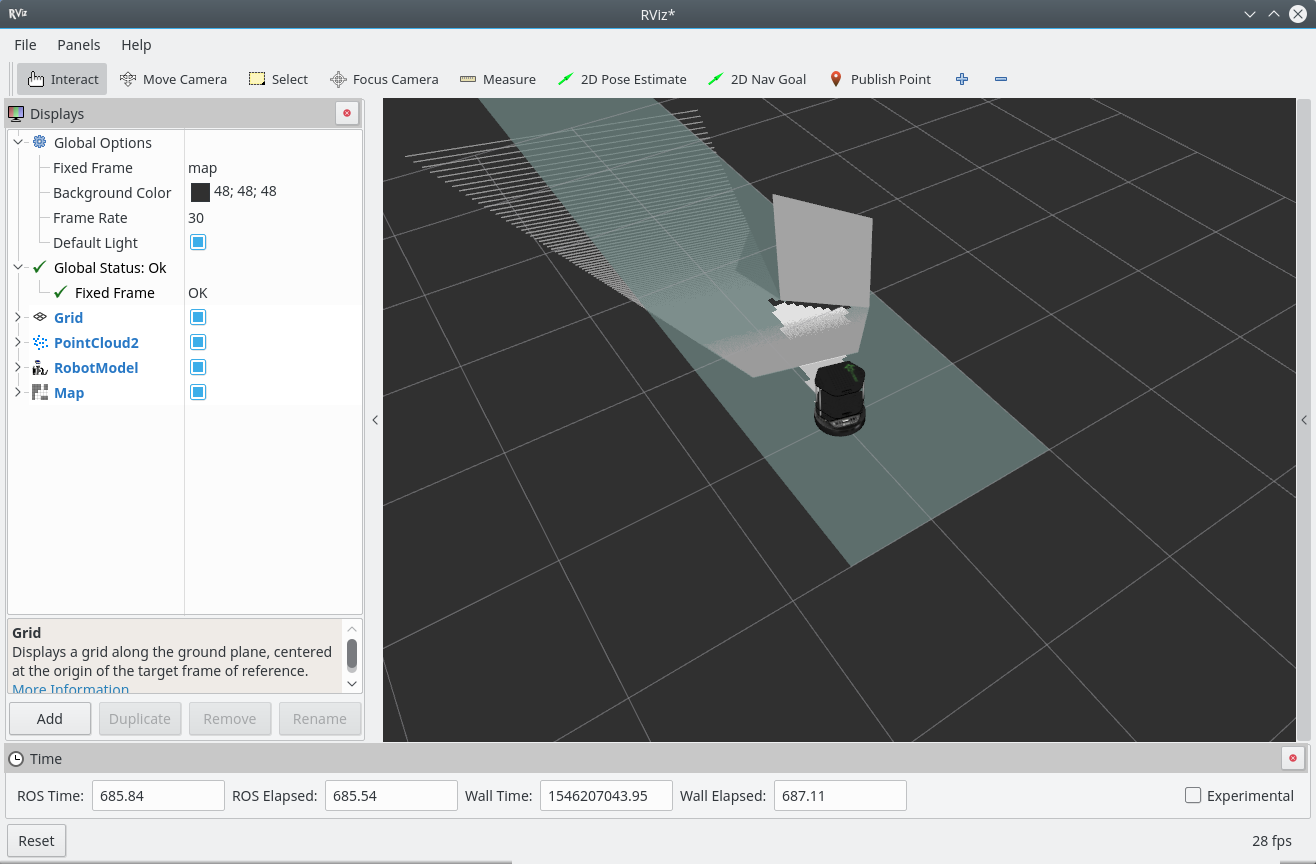 RViz
RViz*
File Panels Help
Interact Move Camera Select Focus Camera Measure 2D Pose Estimate 2D Nav Goal Publish Point
Displays
Global Options
Fixed Frame map
Background Color 48; 48; 48
Frame Rate 30
Default Light
Global Status: Ok
Fixed Frame OK
Grid
PointCloud2
RobotModel
Map
Grid
Displays a grid along the ground plane, centered
at the origin of the target frame of reference.
More Information
Add Duplicate Remove Rename
Time
ROS Time: 685.84 ROS Elapsed: 685.54 Wall Time: 1546207043.95 Wall Elapsed: 687.11 Experimental
Reset 28 fps